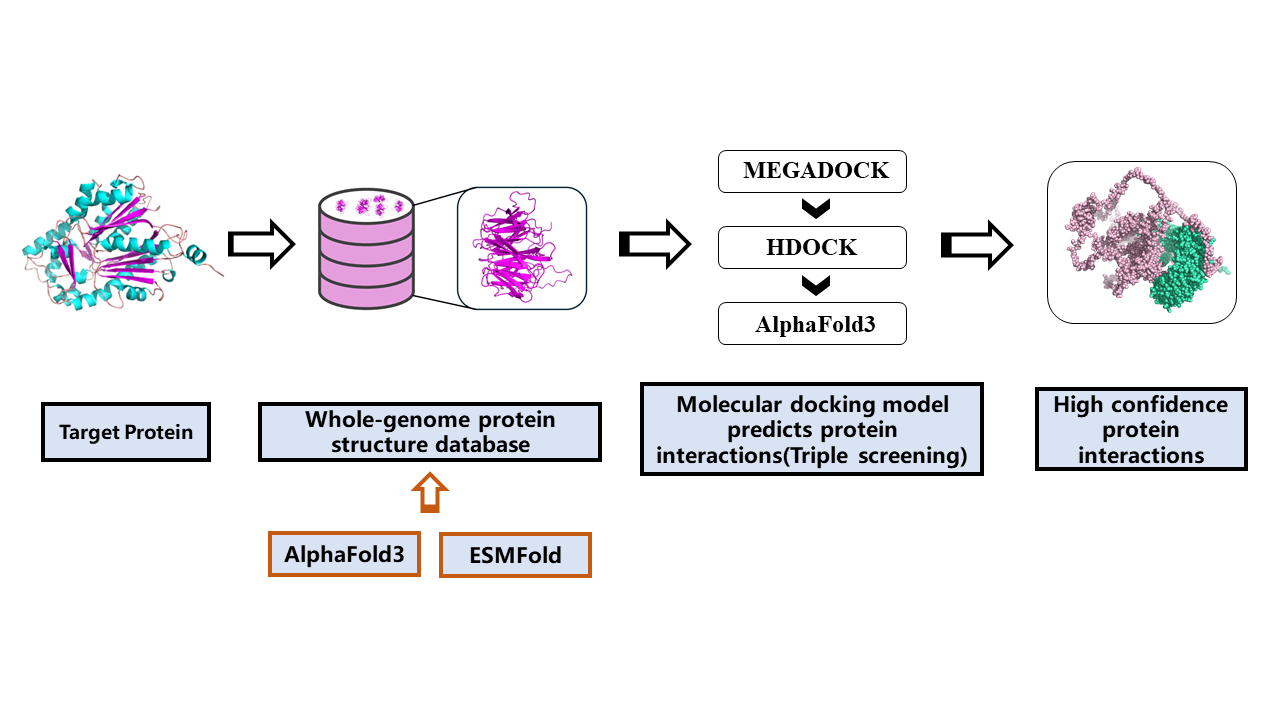 MEGADOCK
HDOCK
AlphaFold3
Target Protein
Whole-genome protein
structure database
Molecular docking model
predicts protein
interactions(Triple screening)
High confidence
protein
interactions
AlphaFold3
ESMFold